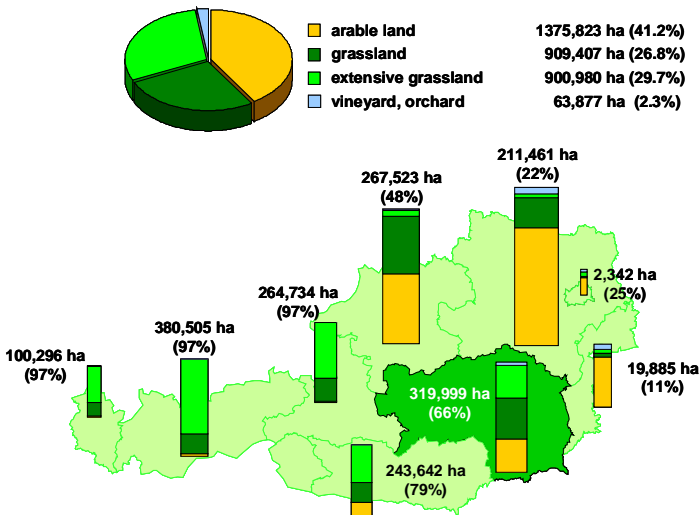 arable land 1375,823 ha (41.2%)
grassland 909,407 ha (26.8%)
extensive grassland 900,980 ha (29.7%)
vineyard, orchard 63,877 ha (2.3%)
211,461 ha
(22%)
267,523 ha
(48%)
2,342 ha
(25%)
264,734 ha
(97%)
380,505 ha
(97%)
100,296 ha
(97%)
19,885 ha
(11%)
319,999 ha
(66%)
243,642 ha
(79%)